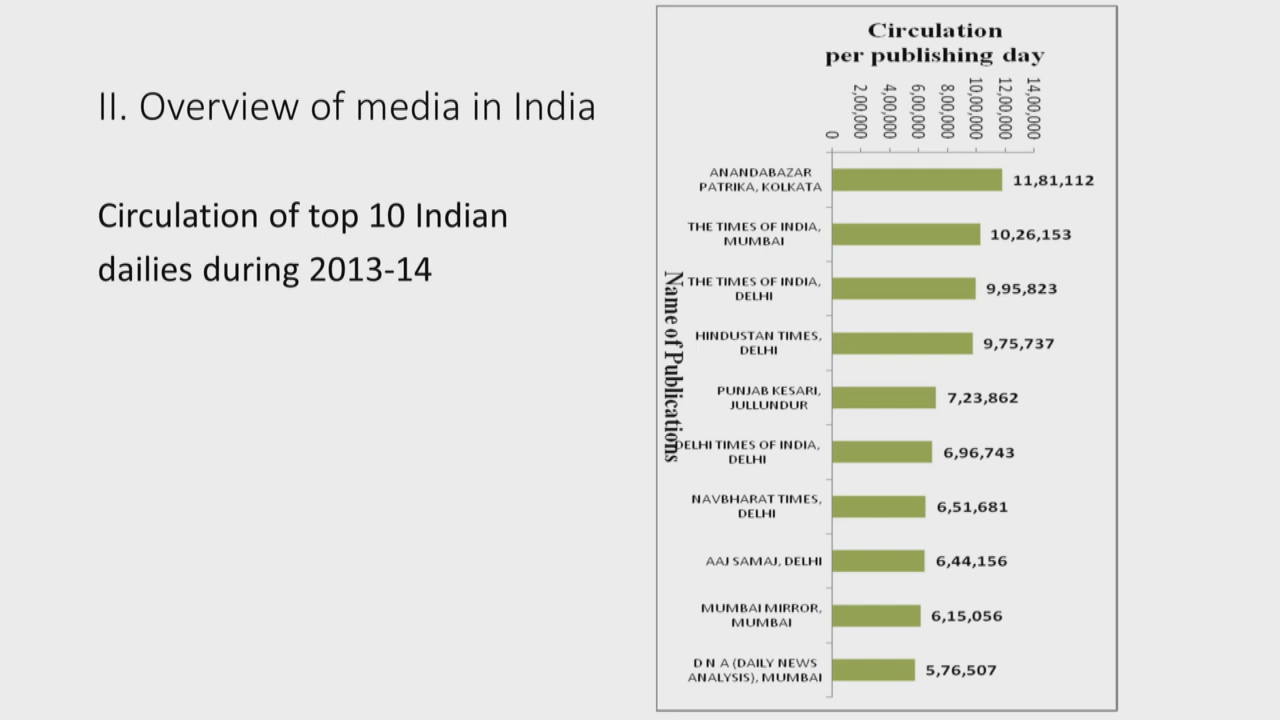 II. Overview of media in India
Circulation of top 10 Indian
dailies during 2013-14
Circulation
per publishing day
0
2,00,000
4,00,000
6,00,000
8,00,000
10,00,000
12,00,000
14,00,000
Name of Publications
ANANDABAZAR
PATRIKA, KOLKATA
11,81,112
THE TIMES OF INDIA,
MUMBAI
10,26,153
THE TIMES OF INDIA,
DELHI
9,95,823
HINDUSTAN TIMES,
DELHI
9,75,737
PUNJAB KESARI,
JULLUNDUR
7,23,862
DELHI TIMES OF INDIA,
DELHI
6,96,743
NAVBHARAT TIMES,
DELHI
6,51,681
AAJ SAMAJ, DELHI
6,44,156
MUMBAI MIRROR,
MUMBAI
6,15,056
D N A (DAILY NEWS
ANALYSIS), MUMBAI
5,76,507